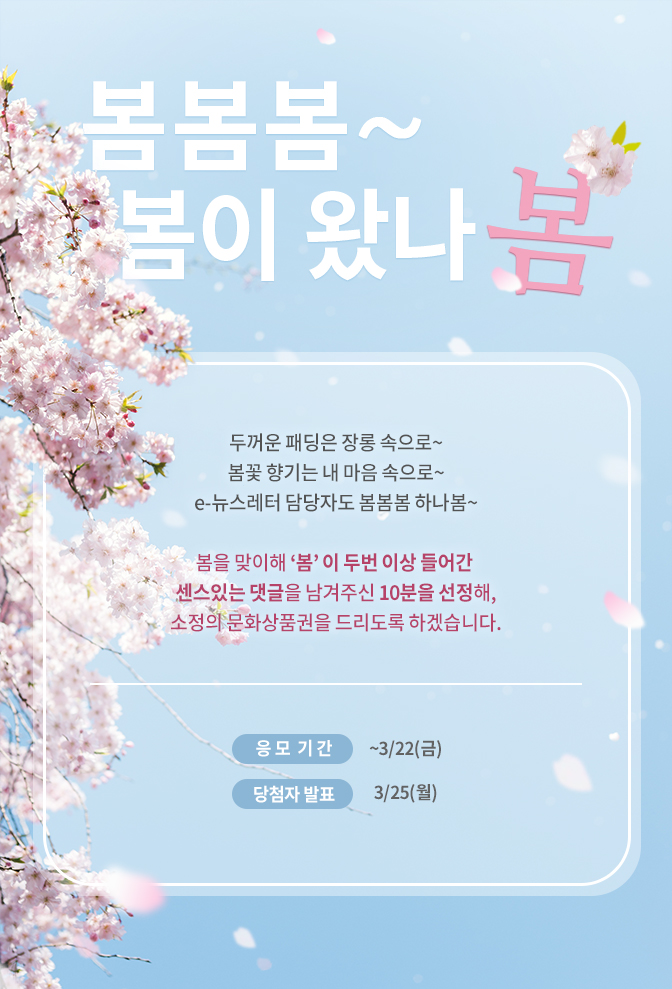 봄봄봄~
봄이 왔나봄
두꺼운 패딩은 장롱 속으로~
봄꽃 향기는 내 마음 속으로~
e-뉴스레터 담당자도 봄봄봄 하나봄~
봄을 맞이해 ‘봄’ 이 두번 이상 들어간
센스있는 댓글을 남겨주신 10분을 선정해,
소정의 문화상품권을 드리도록 하겠습니다.
응모 기간 ~3/22(금)
당첨자 발표 3/25(월)